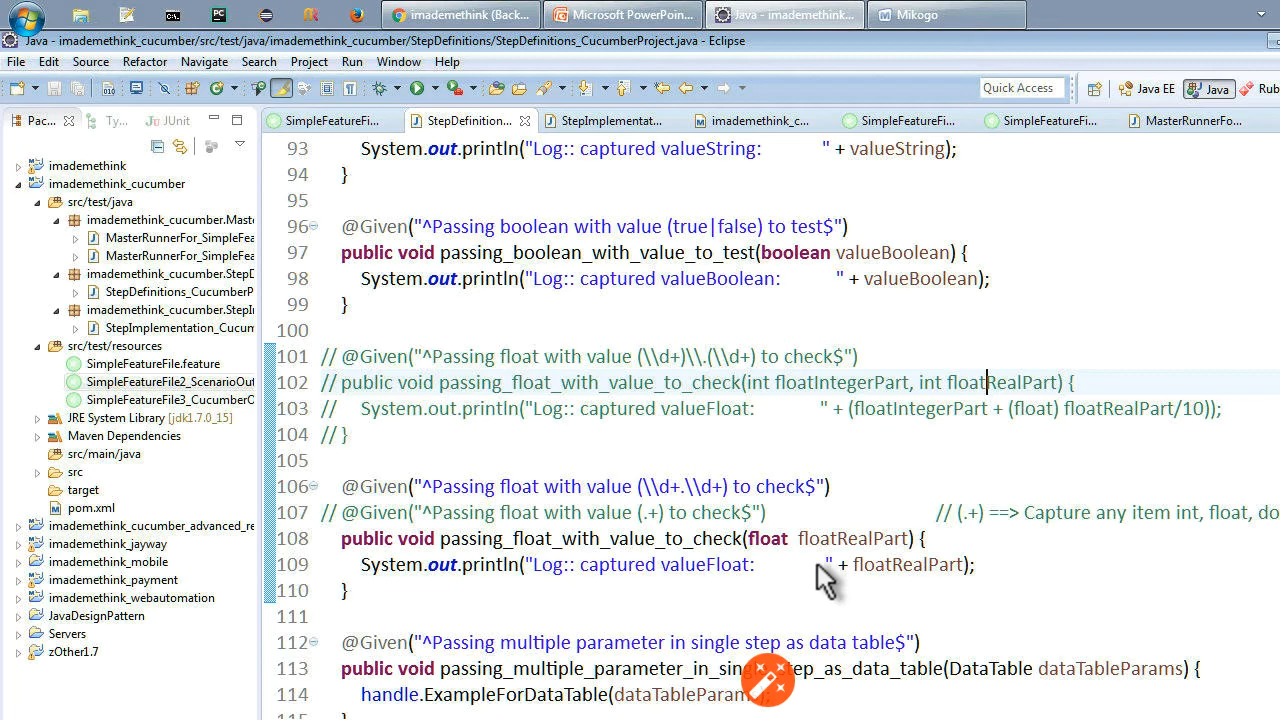 imademethink (Back...
Microsoft PowerPoin...
Java - imademethink...
Mikogo
Java - imademethink_cucumber/src/test/java/imademethink_cucumber/StepDefinitions/StepDefinitions_CucumberProject.java - Eclipse
File Edit Source Refactor Navigate Search Project Run Window Help
Quick Access
Java EE
Java
Rub
Pac...
Ty...
JUnit
SimpleFeatureFi...
StepDefinition...
StepImplementat...
imademethink_c...
SimpleFeatureFi...
SimpleFeatureFi...
MasterRunnerFo...
imademethink
imademethink_cucumber
src/test/java
imademethink_cucumber.Mas
MasterRunnerFor_SimpleFea
MasterRunnerFor_SimpleFea
imademethink_cucumber.StepD
StepDefinitions_CucumberP
imademethink_cucumber.StepI
StepImplementation_Cucum
src/test/resources
SimpleFeatureFile.feature
SimpleFeatureFile2_ScenarioOut
SimpleFeatureFile3_CucumberO
JRE System Library [jdk1.7.0_15]
Maven Dependencies
src/main/java
src
target
pom.xml
imademethink_cucumber_advanced_re
imademethink_jayway
imademethink_mobile
imademethink_payment
imademethink_webautomation
JavaDesignPattern
Servers
zOther1.7
93 System.out.println("Log:: captured valueString: " + valueString);
94 }
95
96 @Given("^Passing boolean with value (true|false) to test$")
97 public void passing_boolean_with_value_to_test(boolean valueBoolean) {
98 System.out.println("Log:: captured valueBoolean: " + valueBoolean);
99 }
100
101 // @Given("^Passing float with value (\\d+)\\.(\\d+) to check$")
102 // public void passing_float_with_value_to_check(int floatIntegerPart, int floatRealPart) {
103 // System.out.println("Log:: captured valueFloat: " + (floatIntegerPart + (float) floatRealPart/10));
104 // }
105
106 @Given("^Passing float with value (\\d+.\\d+) to check$")
107 // @Given("^Passing float with value (.+) to check$") // (.+) ==> Capture any item int, float, do
108 public void passing_float_with_value_to_check(float floatRealPart) {
109 System.out.println("Log:: captured valueFloat: " + floatRealPart);
110 }
111
112 @Given("^Passing multiple parameter in single step as data table$")
113 public void passing_multiple_parameter_in_single_step_as_data_table(DataTable dataTableParams) {
114 handle.ExampleForDataTable(dataTableParam